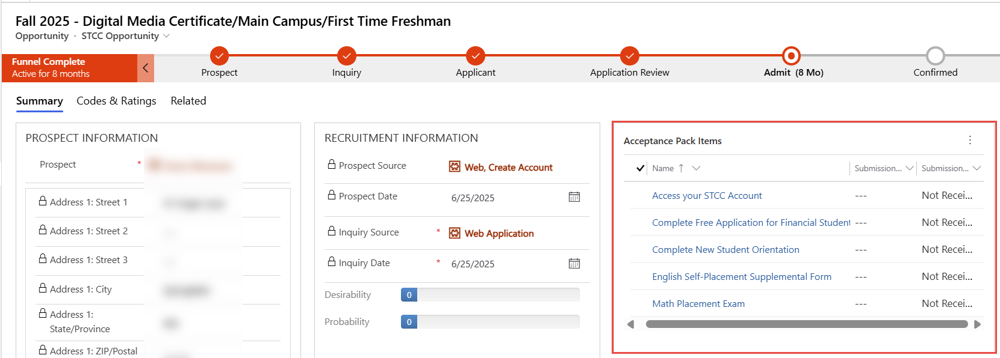 Fall 2025 - Digital Media Certificate/Main Campus/First Time Freshman
Opportunity · STCC Opportunity
Funnel Complete
Active for 8 months
Prospect
Inquiry
Applicant
Application Review
Admit (8 Mo)
Confirmed
Summary
Codes & Ratings
Related
PROSPECT INFORMATION
Prospect *
Address 1: Street 1
Address 1: Street 2
Address 1: Street 3
Address 1: City
Address 1:
State/Province
Address 1: ZIP/Postal
RECRUITMENT INFORMATION
Prospect Source Web, Create Account
Prospect Date 6/25/2025
Inquiry Source * Web Application
Inquiry Date * 6/25/2025
Desirability 0
Probability 0
Acceptance Pack Items
Name ↑ Submission... Submission...
Access your STCC Account --- Not Recei...
Complete Free Application for Financial Student --- Not Recei...
Complete New Student Orientation --- Not Recei...
English Self-Placement Supplemental Form --- Not Recei...
Math Placement Exam --- Not Recei...